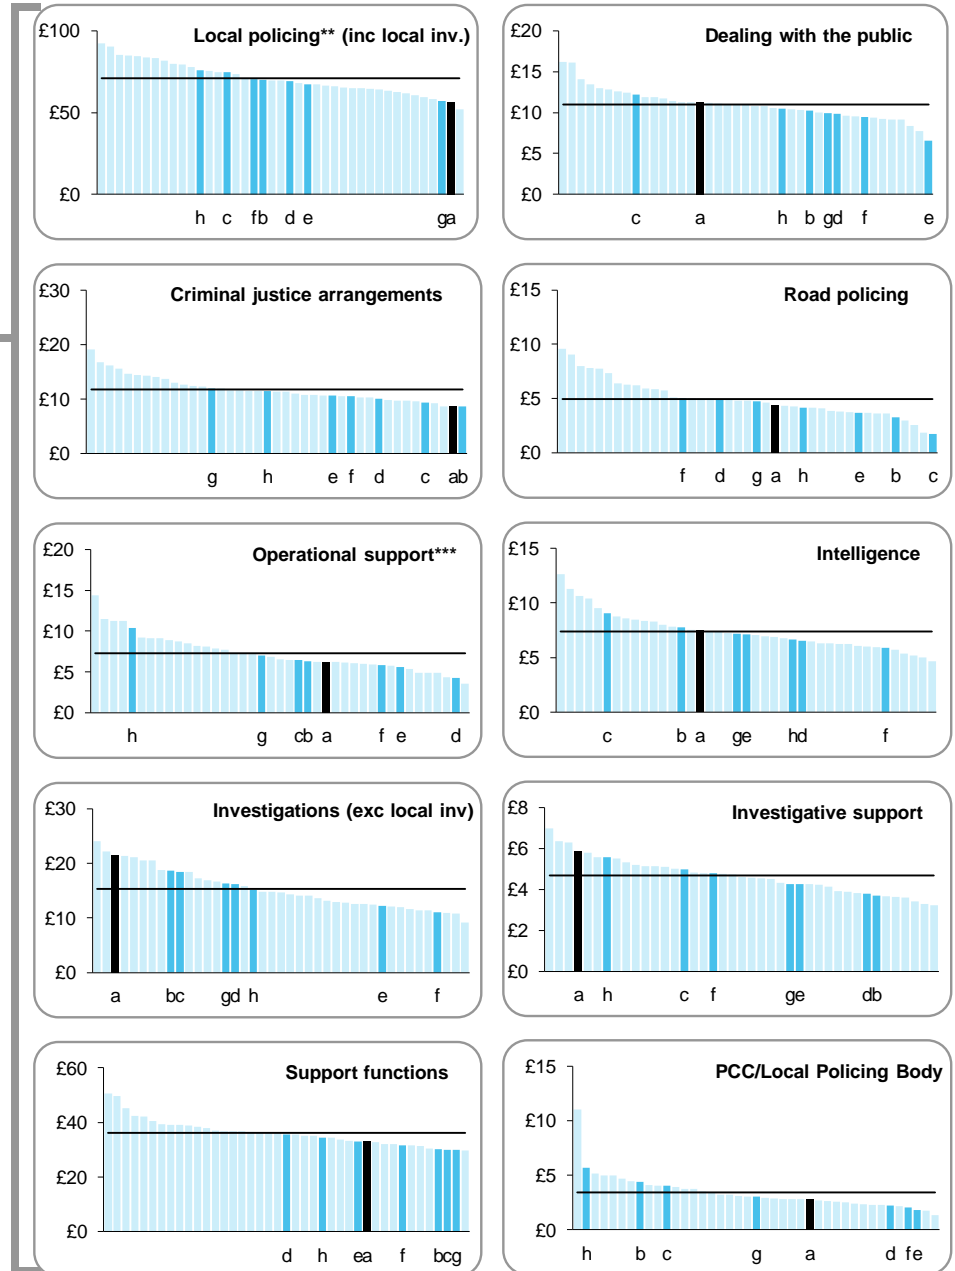 Local policing** (inc local inv.)
£100
£50
£0
h c fb d e ga
Dealing with the public
£20
£15
£10
£5
£0
c a h b gd f e
Criminal justice arrangements
£30
£20
£10
£0
g h e f d c ab
Road policing
£15
£10
£5
£0
f d g a h e b c
Operational support***
£20
£15
£10
£5
£0
h g cb a f e d
Intelligence
£15
£10
£5
£0
c b a ge hd f
Investigations (exc local inv)
£30
£20
£10
£0
a bc gd h e f
Investigative support
£8
£6
£4
£2
£0
a h c f ge db
Support functions
£60
£40
£20
£0
d h ea f bcg
PCC/Local Policing Body
£15
£10
£5
£0
h b c g a d fe